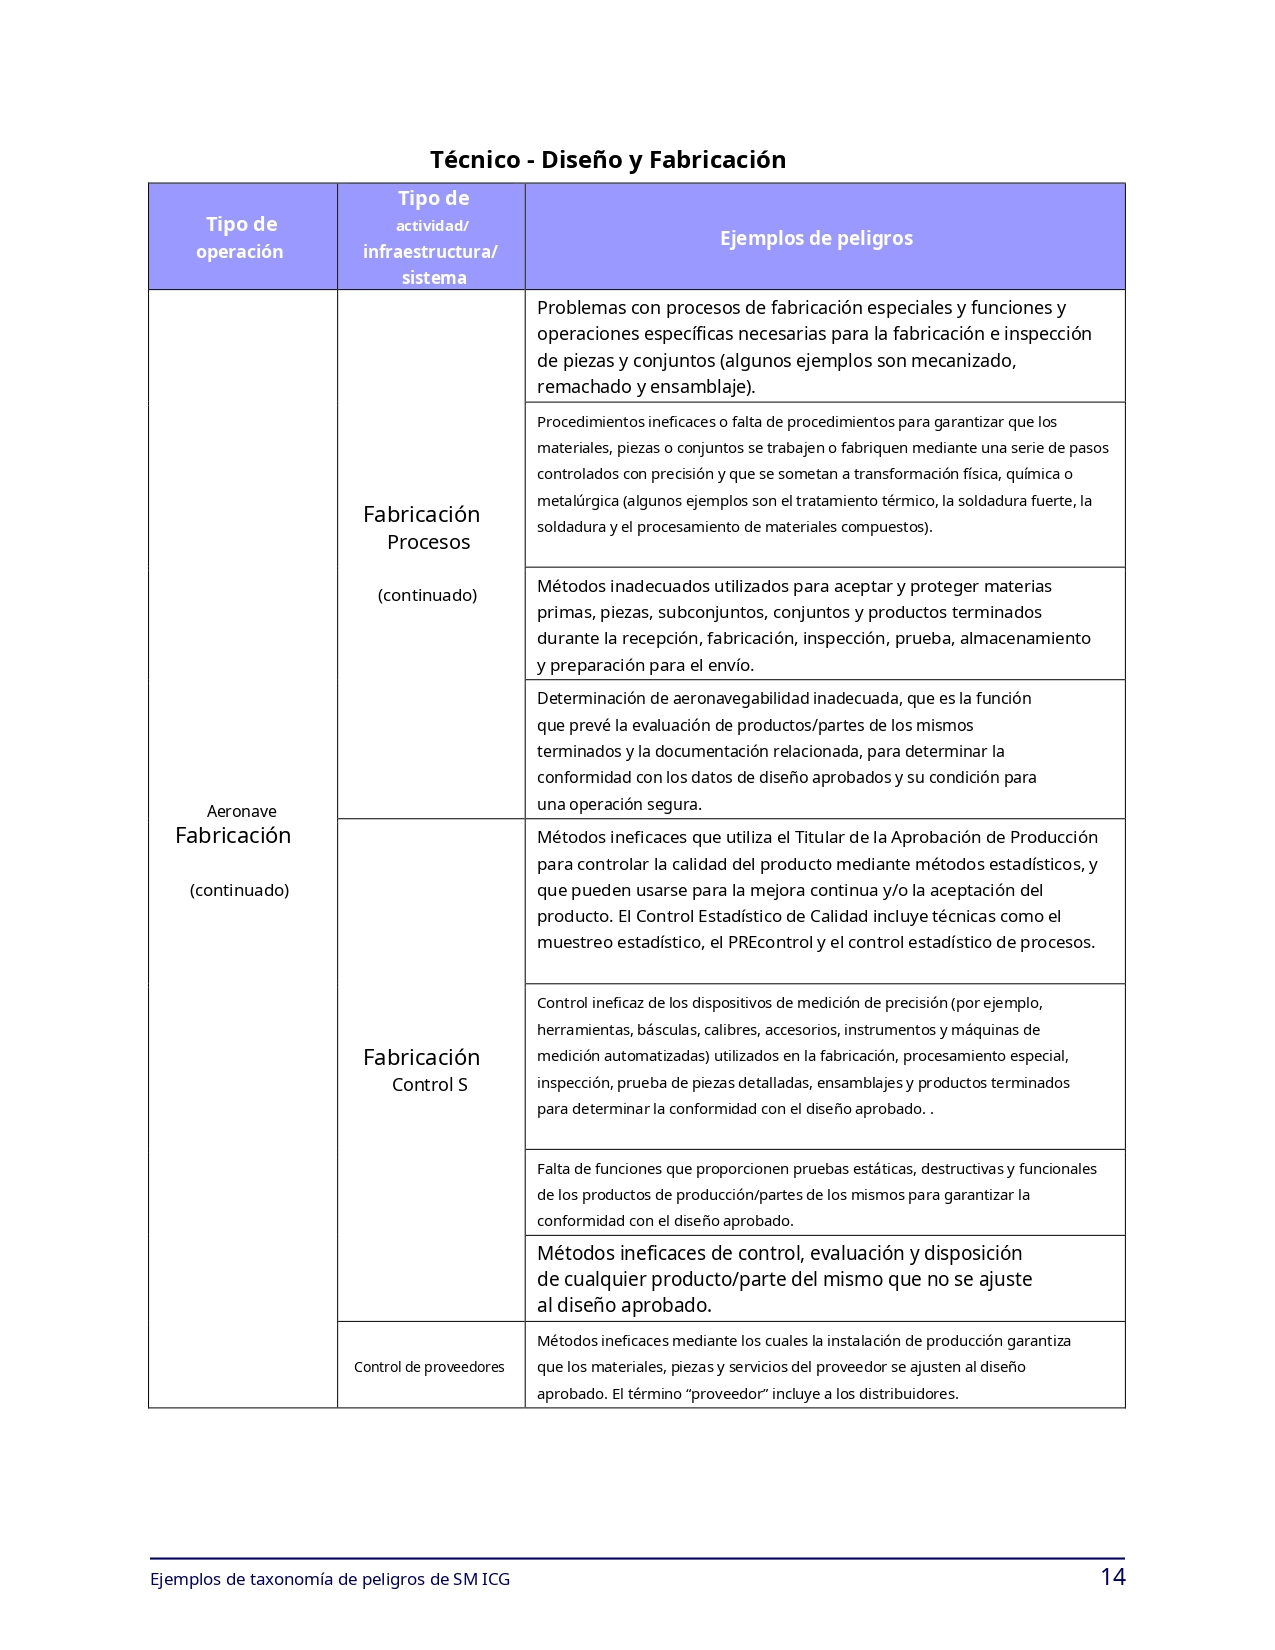 Técnico - Diseño y Fabricación
Tipo de
operación
Tipo de
actividad/
infraestructura/
sistema
Ejemplos de peligros
Aeronave
Fabricación
(continuado)
Fabricación
Procesos
(continuado)
Problemas con procesos de fabricación especiales y funciones y
operaciones específicas necesarias para la fabricación e inspección
de piezas y conjuntos (algunos ejemplos son mecanizado,
remachado y ensamblaje).
Procedimientos ineficaces o falta de procedimientos para garantizar que los
materiales, piezas o conjuntos se trabajen o fabriquen mediante una serie de pasos
controlados con precisión y que se sometan a transformación física, química o
metalúrgica (algunos ejemplos son el tratamiento térmico, la soldadura fuerte, la
soldadura y el procesamiento de materiales compuestos).
Métodos inadecuados utilizados para aceptar y proteger materias
primas, piezas, subconjuntos, conjuntos y productos terminados
durante la recepción, fabricación, inspección, prueba, almacenamiento
y preparación para el envío.
Determinación de aeronavegabilidad inadecuada, que es la función
que prevé la evaluación de productos/partes de los mismos
terminados y la documentación relacionada, para determinar la
conformidad con los datos de diseño aprobados y su condición para
una operación segura.
Fabricación
Control S
Métodos ineficaces que utiliza el Titular de la Aprobación de Producción
para controlar la calidad del producto mediante métodos estadísticos, y
que pueden usarse para la mejora continua y/o la aceptación del
producto. El Control Estadístico de Calidad incluye técnicas como el
muestreo estadístico, el PREcontrol y el control estadístico de procesos.
Control ineficaz de los dispositivos de medición de precisión (por ejemplo,
herramientas, básculas, calibres, accesorios, instrumentos y máquinas de
medición automatizadas) utilizados en la fabricación, procesamiento especial,
inspección, prueba de piezas detalladas, ensamblajes y productos terminados
para determinar la conformidad con el diseño aprobado. .
Falta de funciones que proporcionen pruebas estáticas, destructivas y funcionales
de los productos de producción/partes de los mismos para garantizar la
conformidad con el diseño aprobado.
Métodos ineficaces de control, evaluación y disposición
de cualquier producto/parte del mismo que no se ajuste
al diseño aprobado.
Control de proveedores
Métodos ineficaces mediante los cuales la instalación de producción garantiza
que los materiales, piezas y servicios del proveedor se ajusten al diseño
aprobado. El término “proveedor” incluye a los distribuidores.
Ejemplos de taxonomía de peligros de SM ICG
14